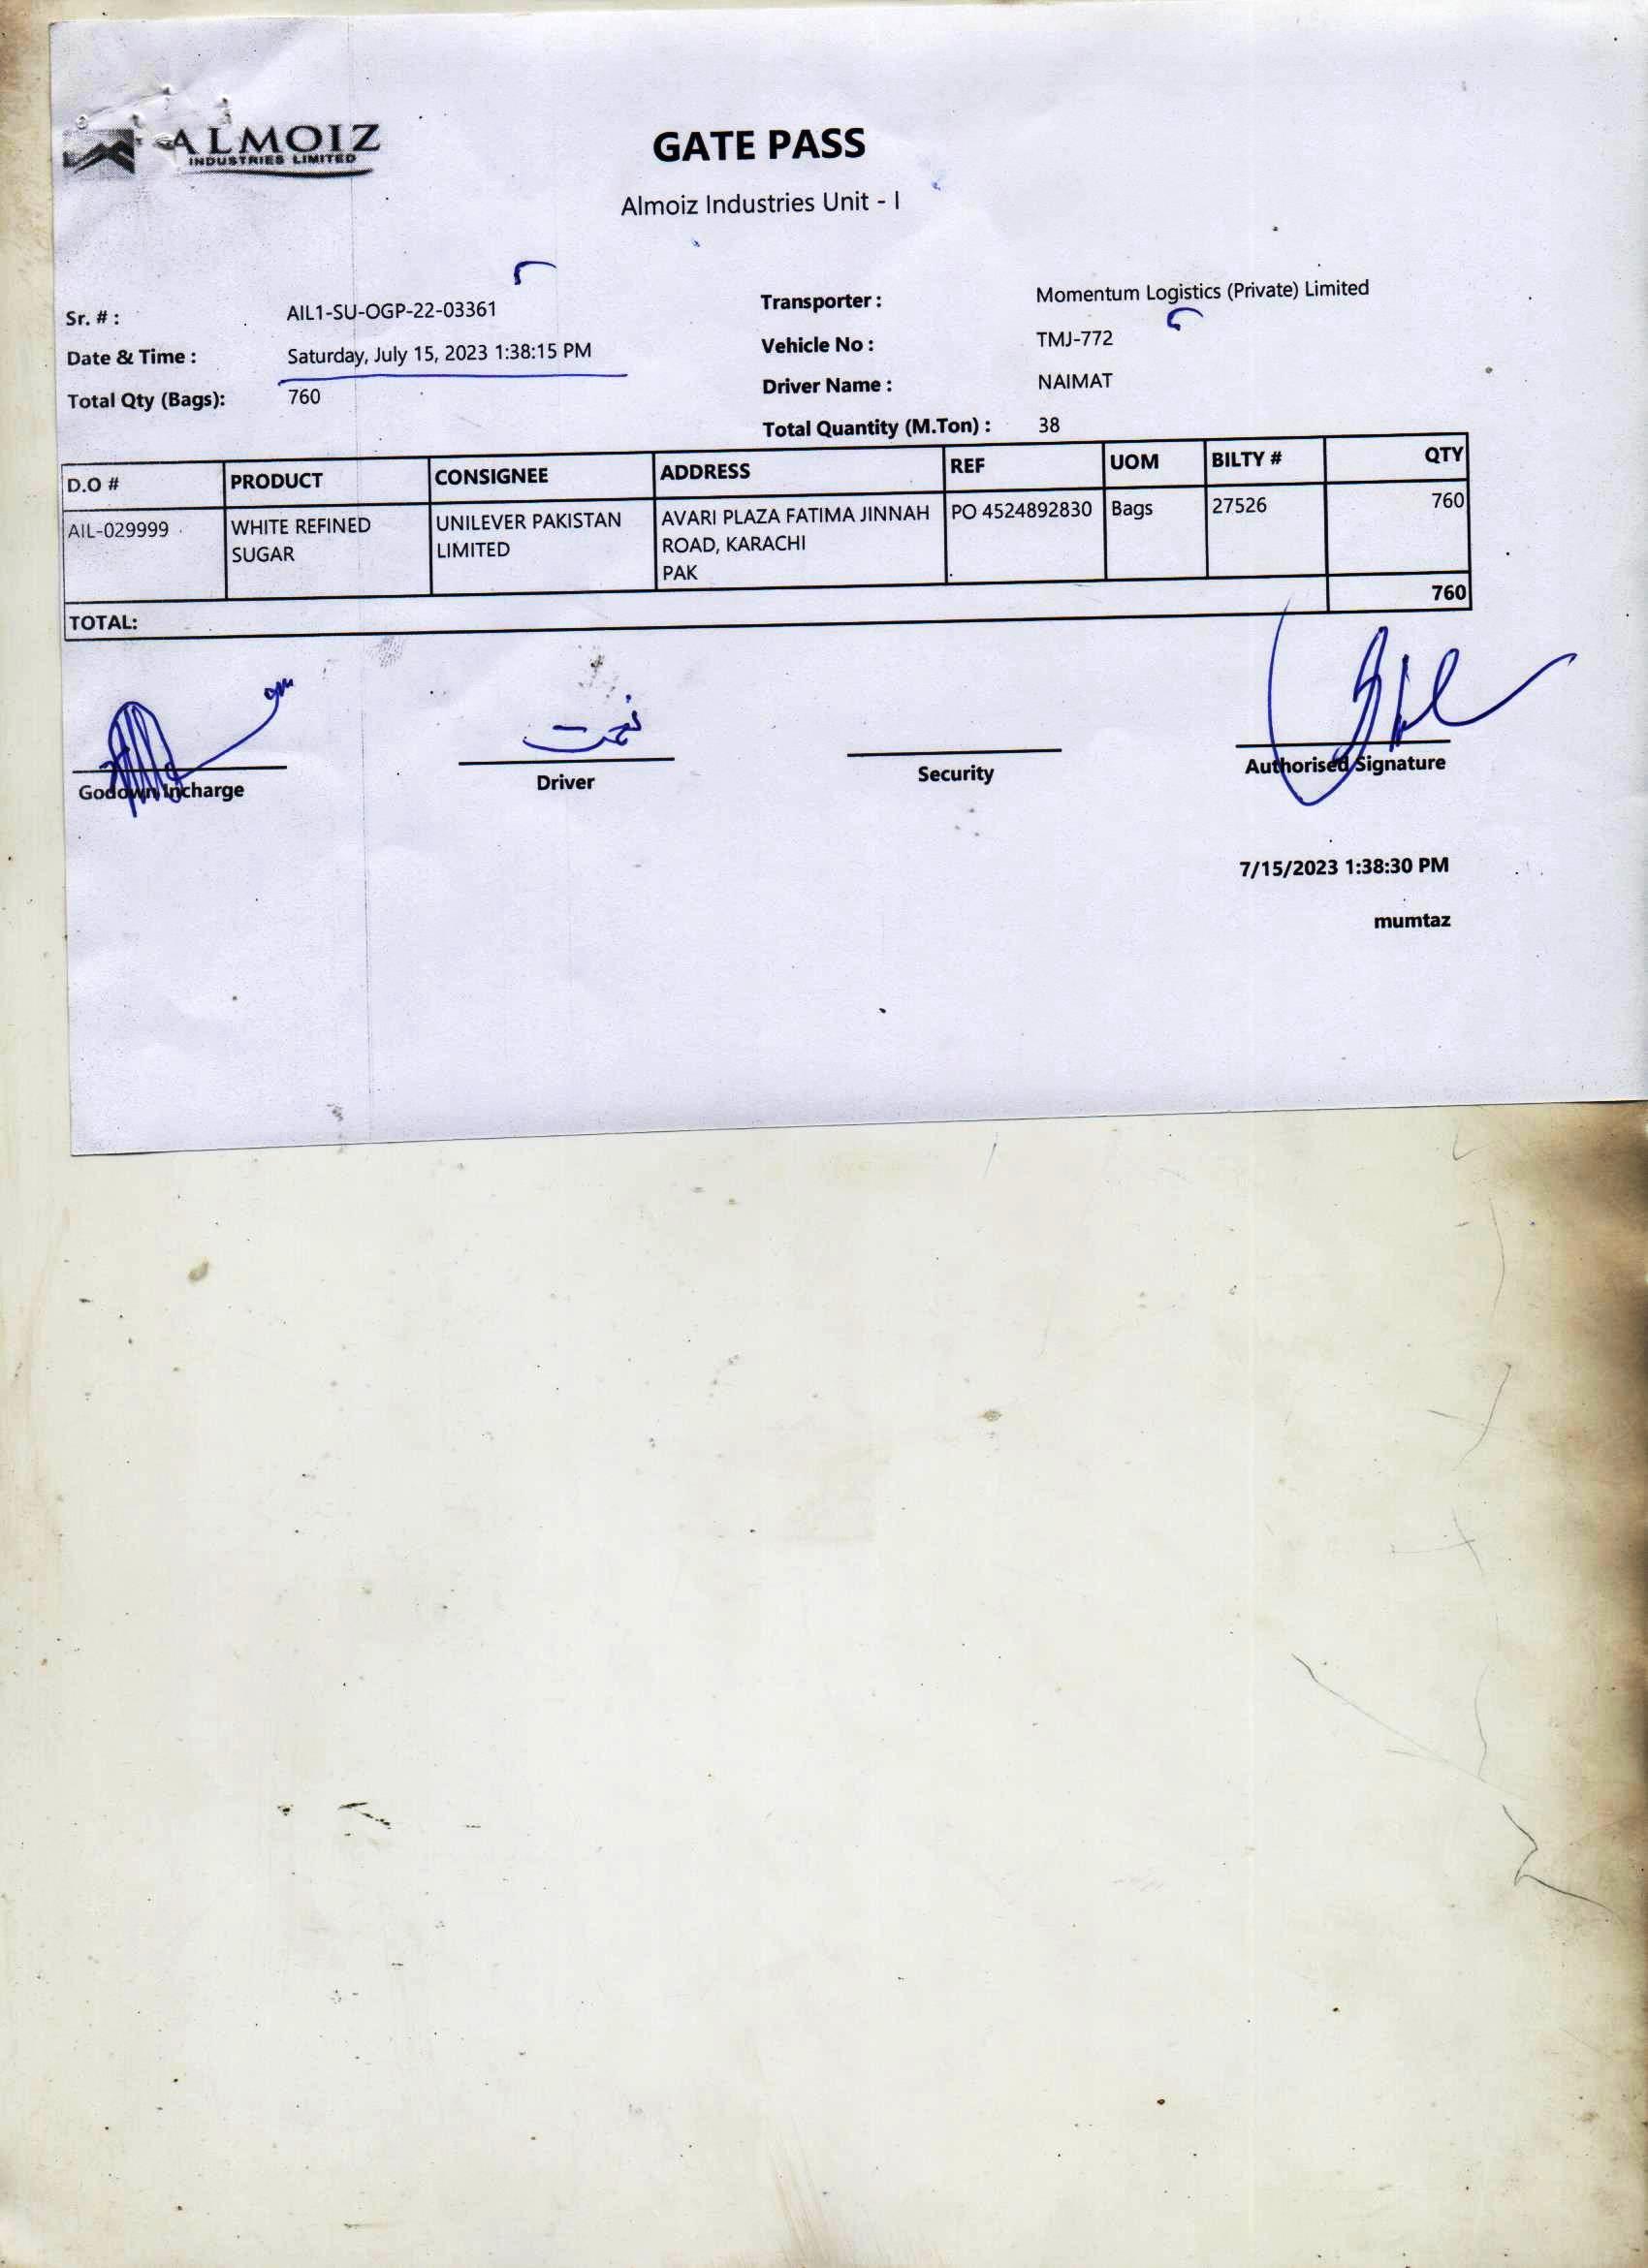 ALMOIZ
INDUSTRIES LIMITED
GATE PASS
Almoiz Industries Unit - I
Sr. # : AIL1-SU-OGP-22-03361
Date & Time : Saturday, July 15, 2023 1:38:15 PM
Total Qty (Bags): 760
Transporter : Momentum Logistics (Private) Limited
Vehicle No : TMJ-772
Driver Name : NAIMAT
Total Quantity (M.Ton) : 38
D.O # PRODUCT CONSIGNEE ADDRESS REF UOM BILTY # QTY
AIL-029999 WHITE REFINED UNILEVER PAKISTAN AVARI PLAZA FATIMA JINNAH PO 4524892830 Bags 27526 760
SUGAR LIMITED ROAD, KARACHI
PAK
TOTAL: 760
نعمت
Godown Incharge Driver Security Authorised Signature
7/15/2023 1:38:30 PM
mumtaz